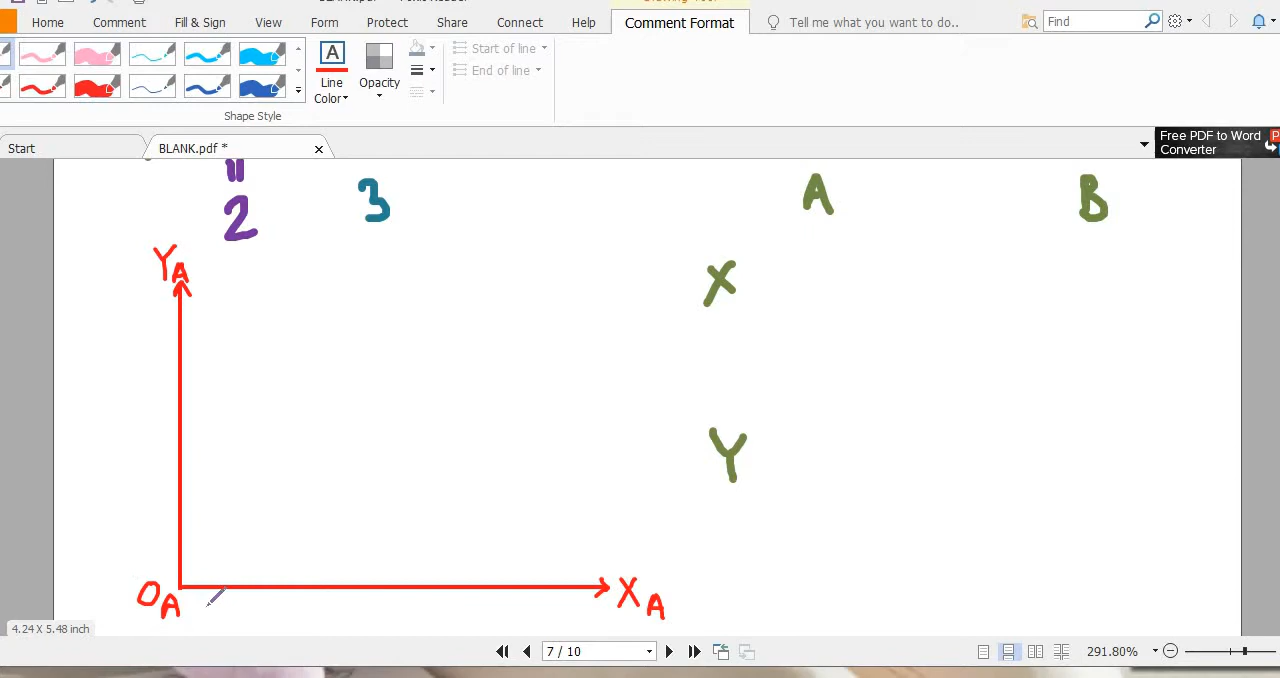 Home Comment Fill & Sign View Form Protect Share Connect Help Comment Format Tell me what you want to do.. Find
A Start of line
Line Opacity End of line
Color
Shape Style
Start BLANK.pdf * Free PDF to Word
Converter
2 3 A B
YA
X
Y
OA XA
4.24 X 5.48 inch
7 / 10 291.80%